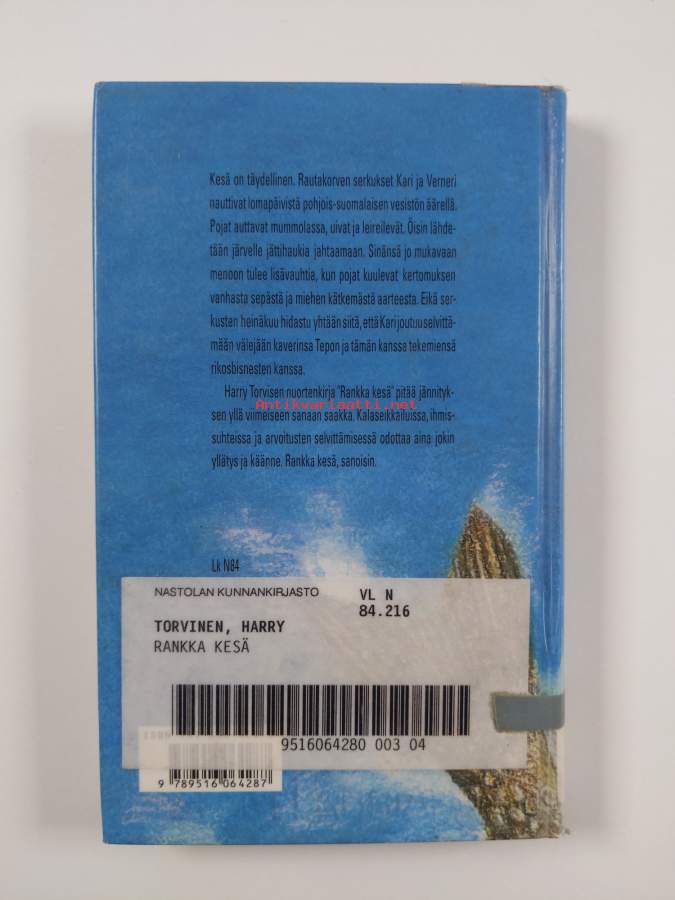 Kesä on täydellinen. Rautakorven serkukset Kari ja Verneri
nauttivat lomapäivistä pohjois-suomalaisen vesistön äärellä.
Pojat auttavat mummolassa, uivat ja leireilevät. Öisin lähde-
tään järvelle jättihaukia jahtaamaan. Sinänsä jo mukavaan
menoon tulee lisävauhtia, kun pojat kuulevat kertomuksen
vanhasta sepästä ja miehen kätkemästä aarteesta. Eikä ser-
kusten heinäkuu hidastu yhtään siitä, että Kari joutuu selvittä-
mään väiejään kaverinsa Tepon ja tämän kanssa tekemiensä
rikosbisnesten kanssa.
Harry Torvisen nuortenkirja "Rankka kesä" pitää jännityk-
sen yllä viimeiseen sanaan saakka. Kalaseikkailuissa, ihmis-
suhteissa ja arvoitusten selvittämisessä odottaa aina jokin
yllätys ja käänne. Rankka kesä, sanoisin.
Antikvariaatti.net
Lk N84
NASTOLAN KUNNANKIRJASTO
VL N
84.216
TORVINEN, HARRY
RANKKA KESÄ
9516064280 003 04
9 789516 064287